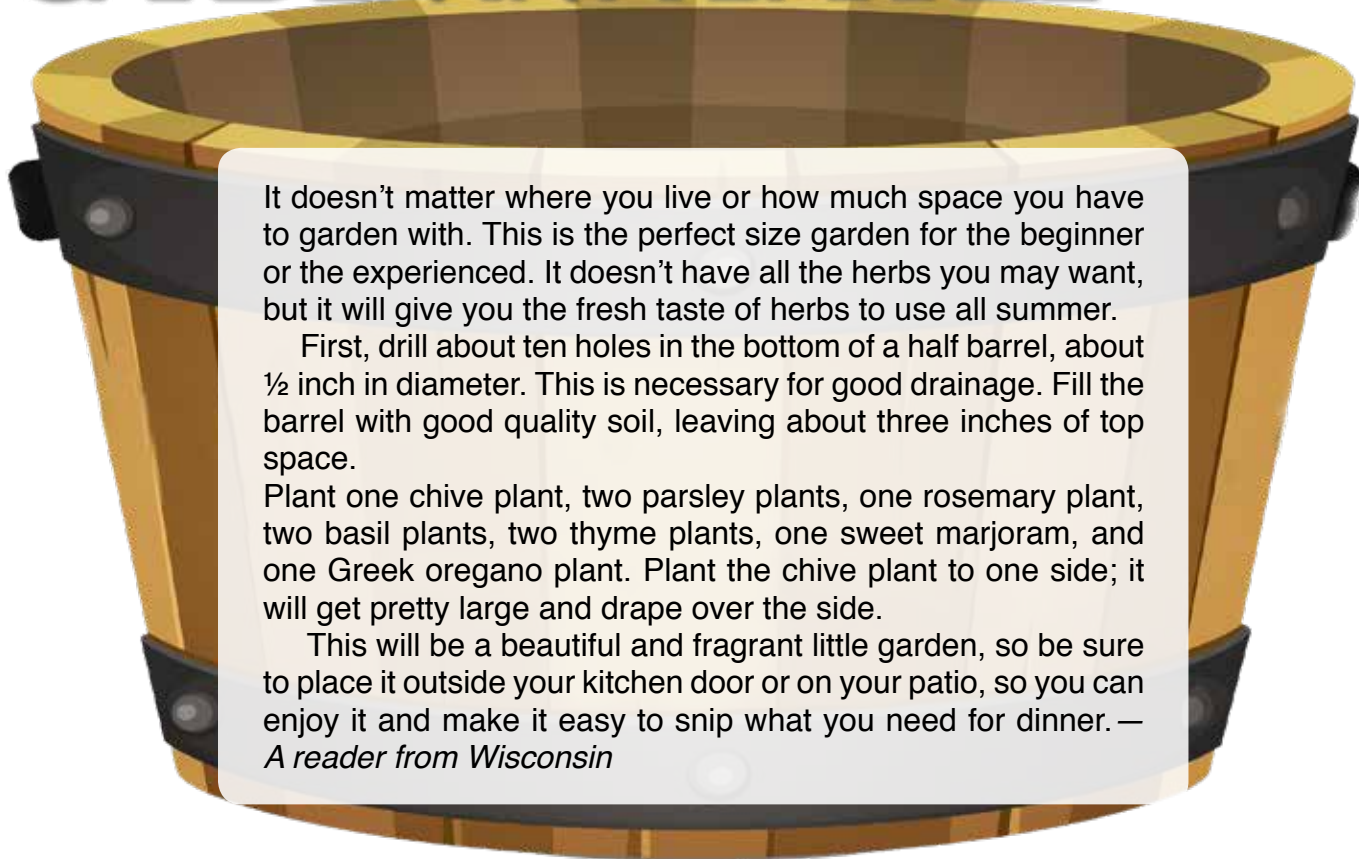 It doesn’t matter where you live or how much space you have
to garden with. This is the perfect size garden for the beginner
or the experienced. It doesn’t have all the herbs you may want,
but it will give you the fresh taste of herbs to use all summer.
First, drill about ten holes in the bottom of a half barrel, about
½ inch in diameter. This is necessary for good drainage. Fill the
barrel with good quality soil, leaving about three inches of top
space.
Plant one chive plant, two parsley plants, one rosemary plant,
two basil plants, two thyme plants, one sweet marjoram, and
one Greek oregano plant. Plant the chive plant to one side; it
will get pretty large and drape over the side.
This will be a beautiful and fragrant little garden, so be sure
to place it outside your kitchen door or on your patio, so you can
enjoy it and make it easy to snip what you need for dinner.—
A reader from Wisconsin